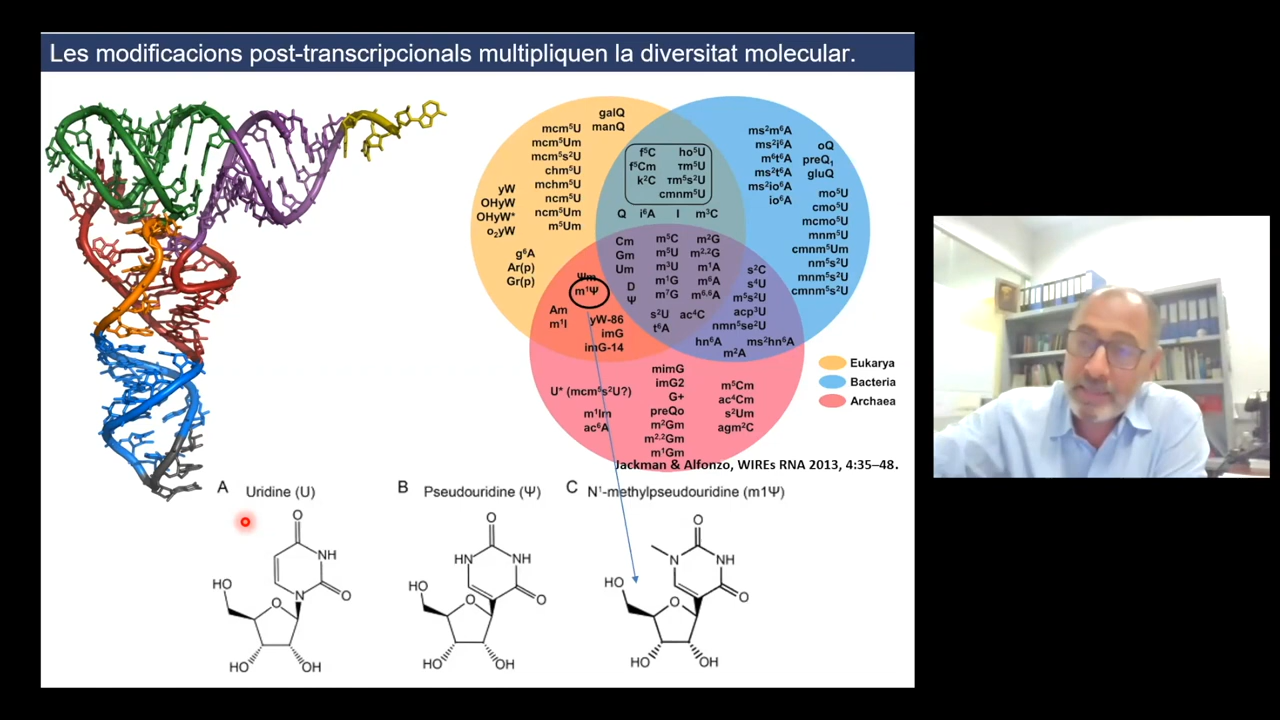 Les modificacions post-transcripcionals multipliquen la diversitat molecular.
galQ
manQ
mcm⁵U
mcm⁵Um
mcm⁵s²U
chm⁵U
mchm⁵U
ncm⁵U
ncm⁵Um
m⁵Um
yW
OHyW
OHyW*
o₂yW
g⁶A
Ar(p)
Gr(p)
f⁵C ho⁵U
f⁵Cm τm⁵U
k²C τm⁵s²U
cmnm⁵U
Q i⁶A I m³C
ms²m⁶A
ms²i⁶A
m⁶t⁶A
ms²t⁶A
ms²io⁶A
io⁶A
oQ
preQ₁
gluQ
mo⁵U
cmo⁵U
mcmo⁵U
mnm⁵U
cmnm⁵Um
nm⁵s²U
mnm⁵s²U
cmnm⁵s²U
Cm
Gm
Um
D
Ψ
m⁵C m²G
m⁵U m²,²G
m³U m¹A
m¹G m⁶A
m⁷G m⁶,⁶A
s²U ac⁴C
t⁶A
s²C
s⁴U
m⁵s²U
acp³U
nmn⁵se²U
hn⁶A ms²hn⁶A
m²A
Ψm
m¹Ψ
Am
m¹I
yW-86
imG
imG-14
U* (mcm⁵s²U?)
m¹Im
ac⁶A
mimG
imG2
G+
preQo
m²Gm
m²,²Gm
m¹Gm
m⁵Cm
ac⁴Cm
s²Um
agm²C
Eukarya
Bacteria
Archaea
Jackman & Alfonzo, WIREs RNA 2013, 4:35–48.
A Uridine (U)
O
NH
N
O
HO
O
HO OH
B Pseudouridine (Ψ)
O
HN NH
O
HO
O
HO OH
C N¹-methylpseudouridine (m1Ψ)
O
N NH
O
HO
O
HO OH